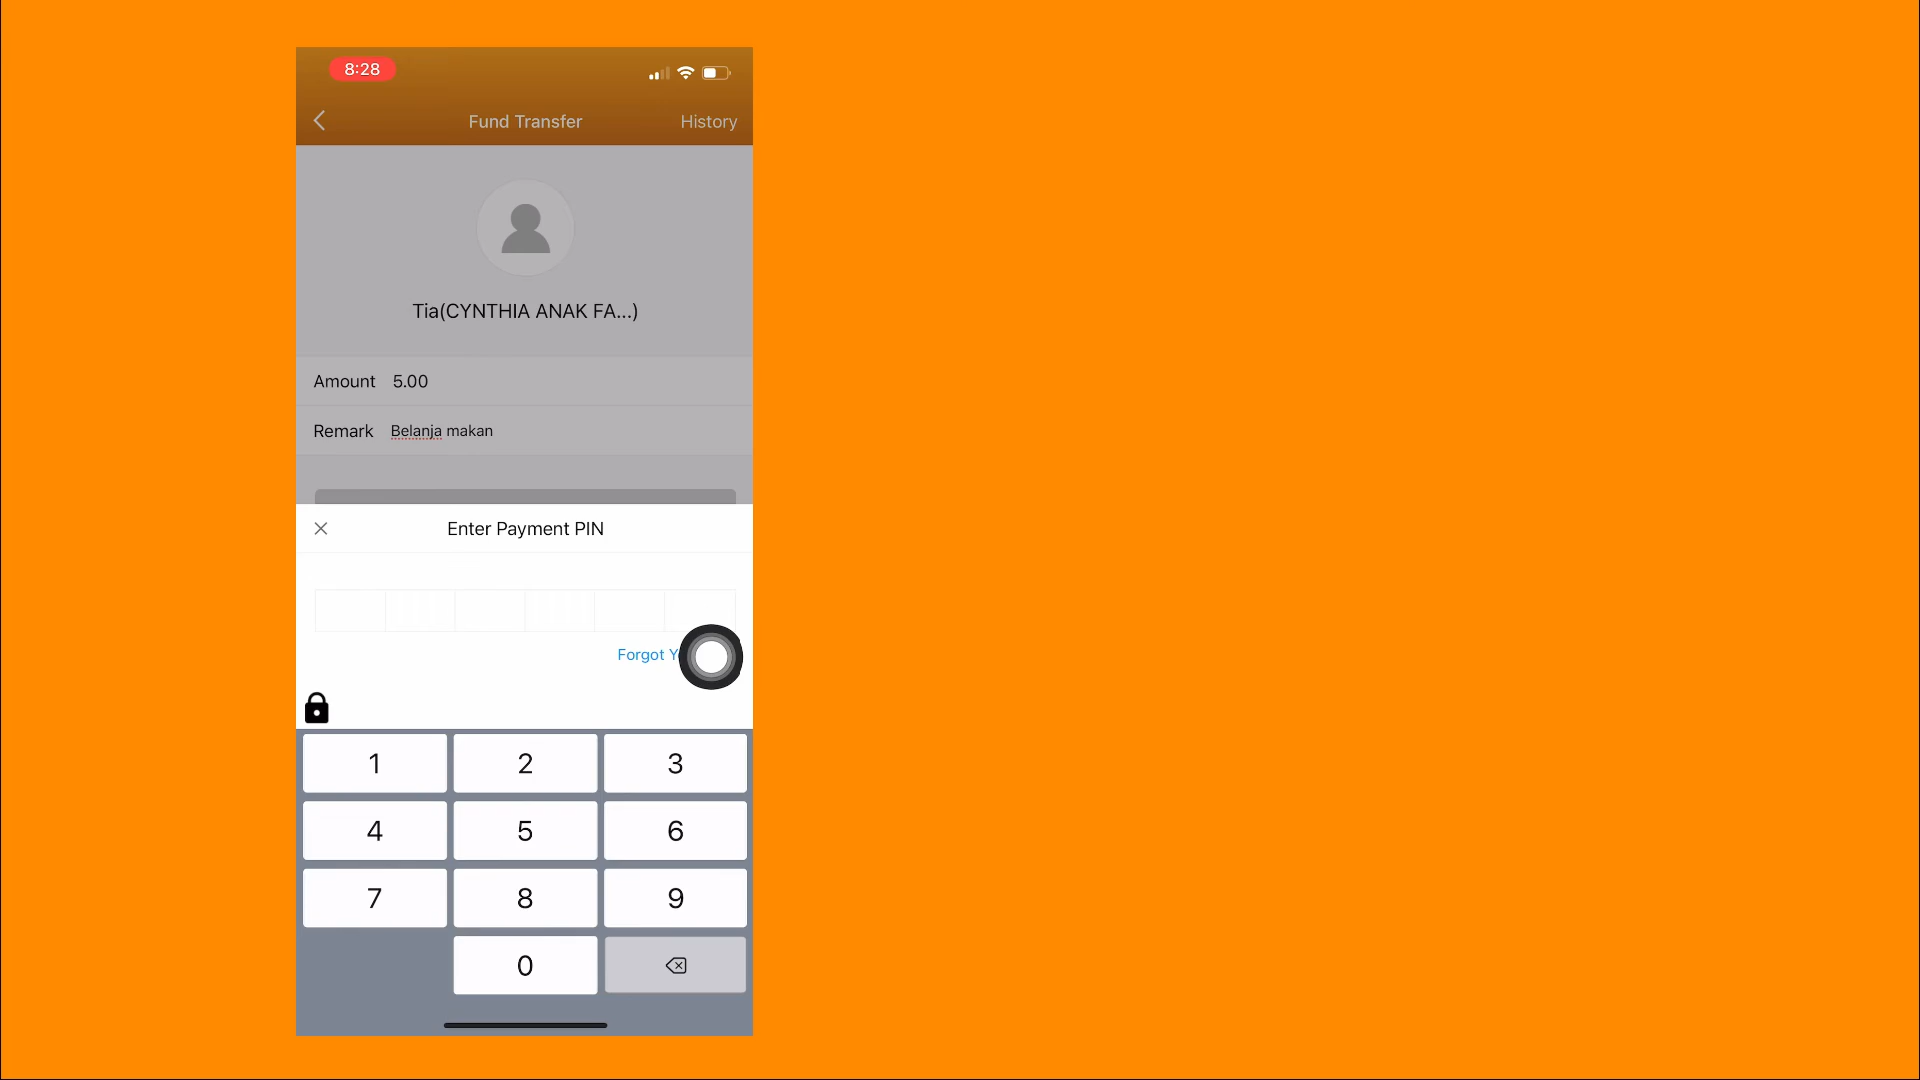 8:28
Fund Transfer
History
Tia(CYNTHIA ANAK FA...)
Amount 5.00
Remark Belanja makan
Enter Payment PIN
Forgot
1 2 3
4 5 6
7 8 9
0